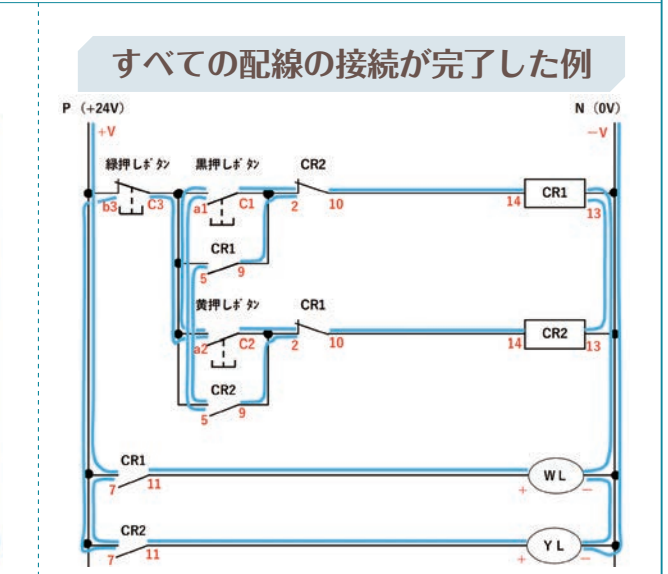 すべての配線の接続が完了した例
P (+24V) N (0V)
+V −V
緑押しボタン 黒押しボタン CR2
b3 C3 a1 C1 2 10 14 CR1 13
CR1
5 9
黄押しボタン CR1
a2 C2 2 10 14 CR2 13
CR2
5 9
CR1
7 11 + WL −
CR2
7 11 + YL −